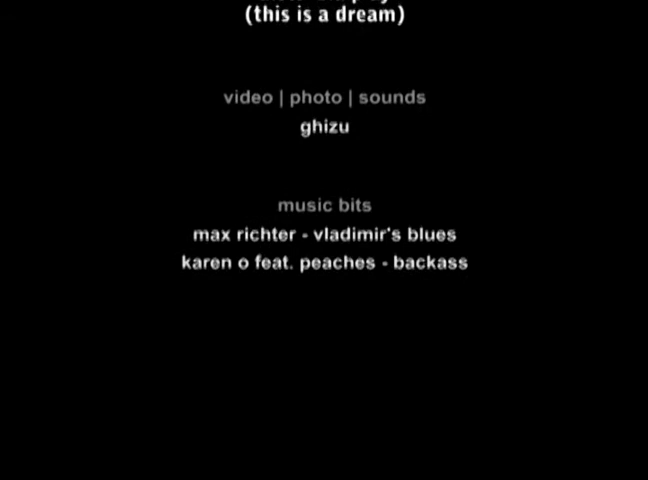 (this is a dream)
video | photo | sounds
ghizu
music bits
max richter - vladimir's blues
karen o feat. peaches - backass